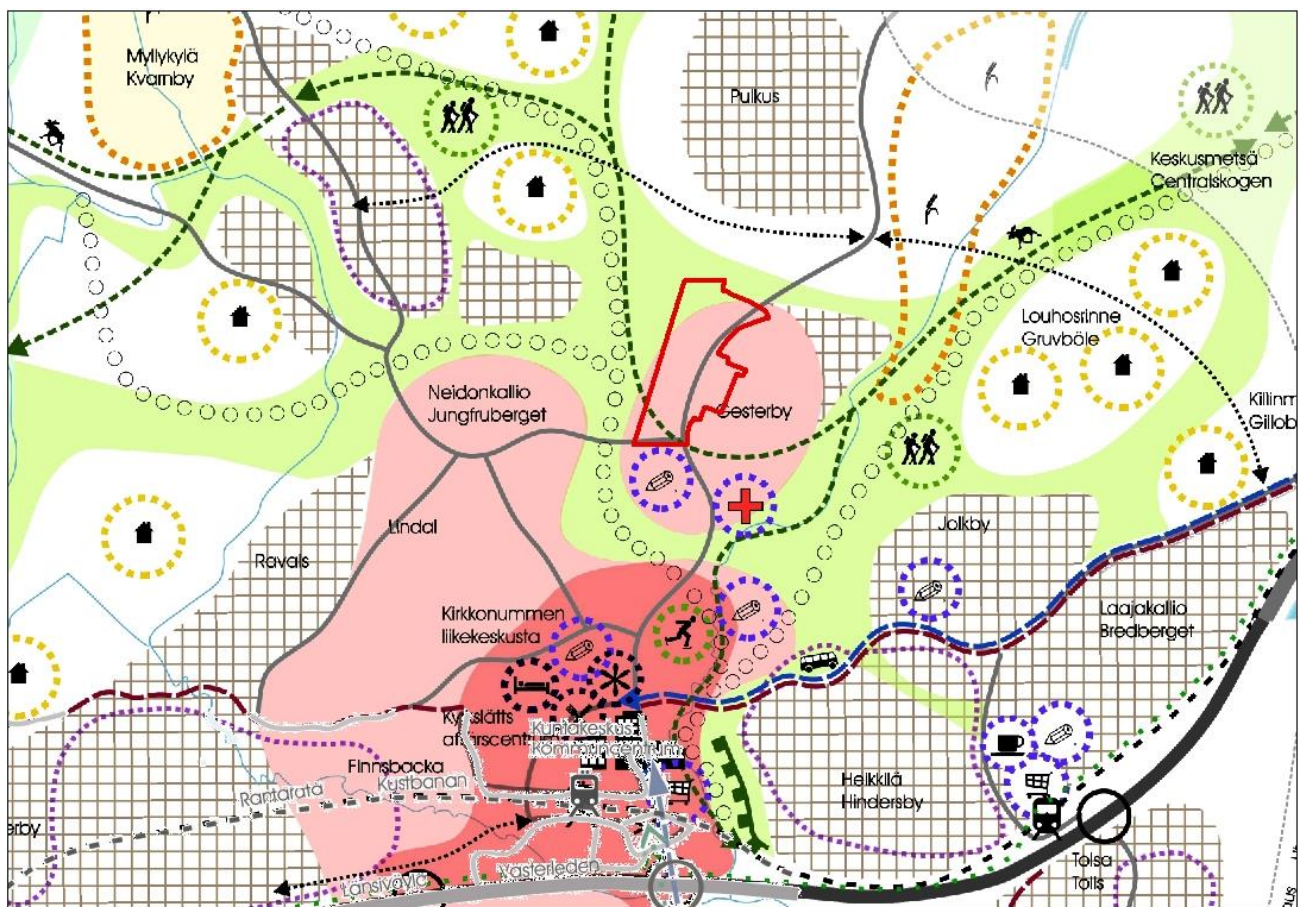 Myllykylä
Kvarnby
Pulkus
Keskusmetsä
Centralskogen
Louhosrinne
Gruvböle
Neidonkallio
Jungfruberget
Gesterby
Killinm
Gillob
Lindal
Ravals
Jolkby
Kirkkonummen
liikekeskusta
Laajakallio
Bredberget
Kyrkslätts
affärscentrum
Kuntakeskus
Kommuncentrum
Finnsbacka
Rantarata
Kustbanan
Heikkilä
Hindersby
erby
Länsiväylä
Västerleden
Tolsa
Tolls